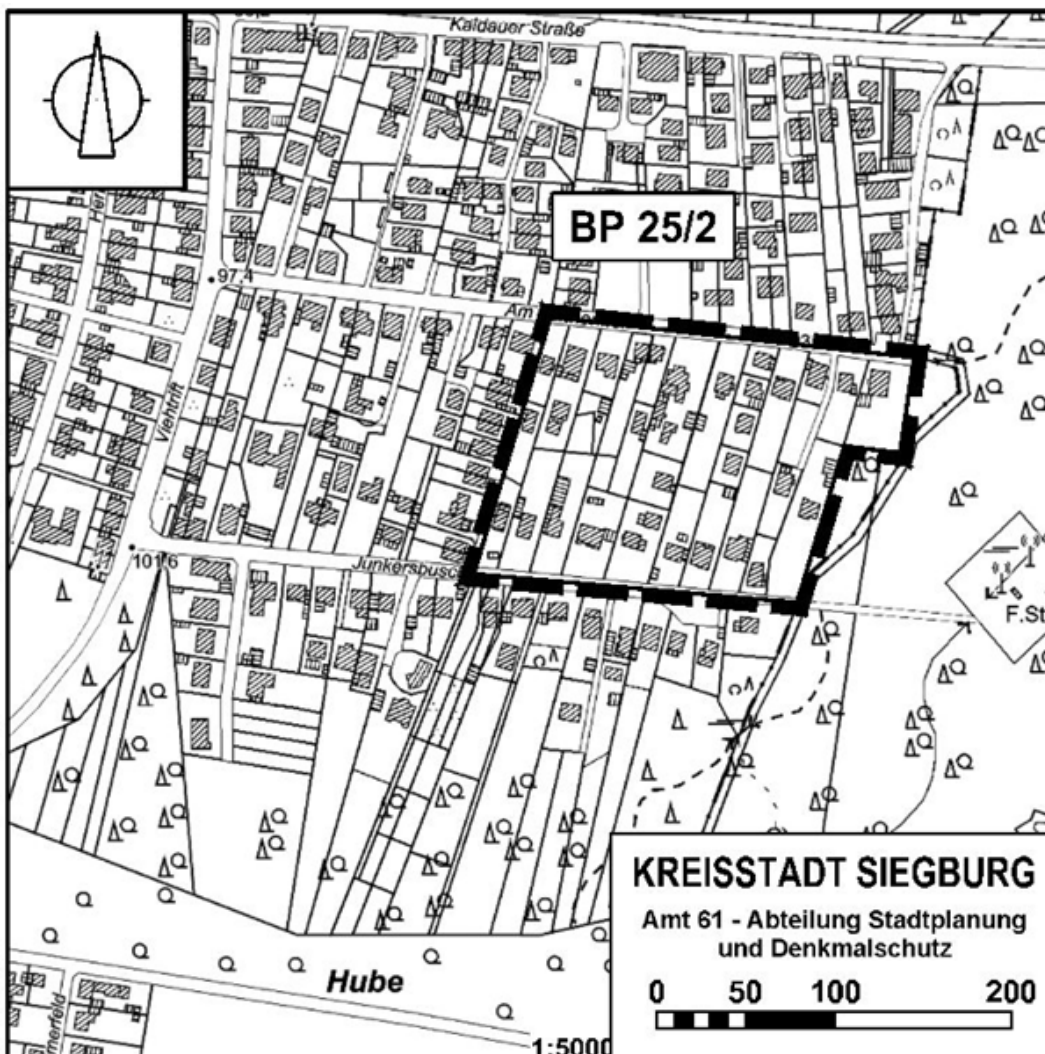 Kaldauer Straße
BP 25/2
97,4
Am
Viehtrift
101,6
Junkersbusc
F.St
KREISSTADT SIEGBURG
Amt 61 - Abteilung Stadtplanung
und Denkmalschutz
0 50 100 200
Hube
1:5000
merfeld